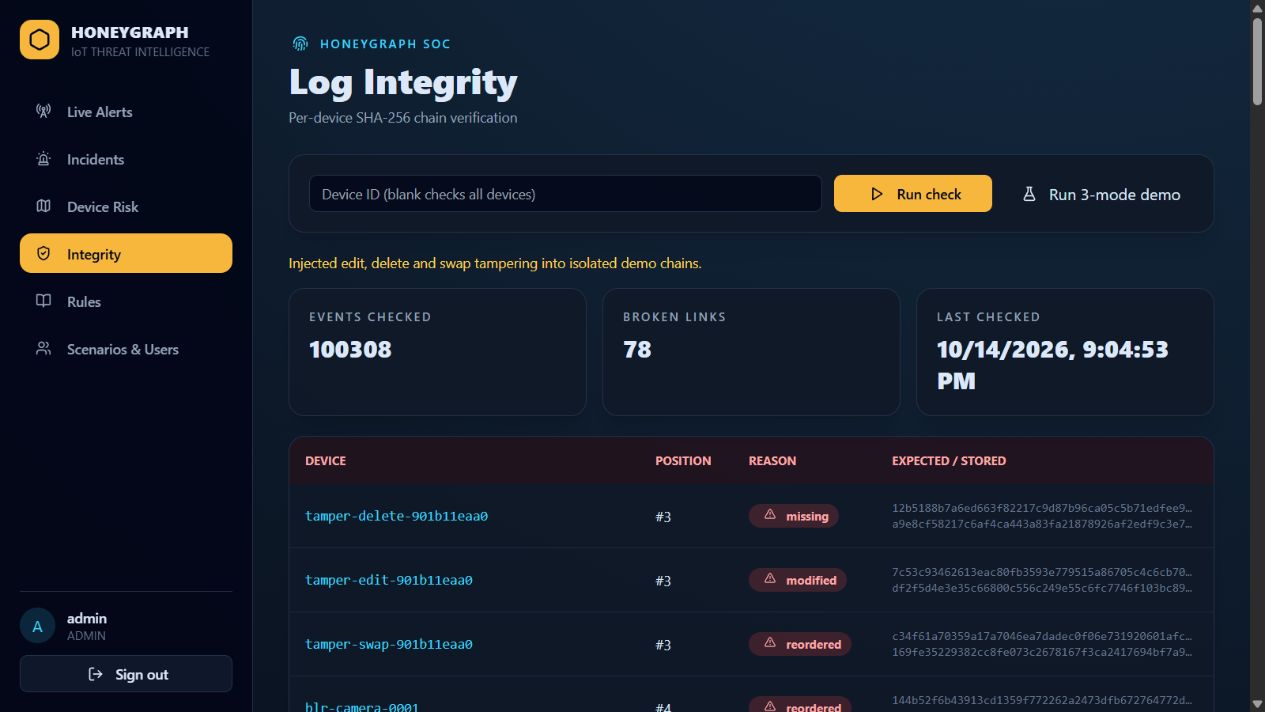 HONEYGRAPH
IoT THREAT INTELLIGENCE
Live Alerts
Incidents
Device Risk
Integrity
Rules
Scenarios & Users
A
admin
ADMIN
Sign out
HONEYGRAPH SOC
Log Integrity
Per-device SHA-256 chain verification
Device ID (blank checks all devices)
Run check
Run 3-mode demo
Injected edit, delete and swap tampering into isolated demo chains.
EVENTS CHECKED
100308
BROKEN LINKS
78
LAST CHECKED
10/14/2026, 9:04:53
PM
DEVICE POSITION REASON EXPECTED / STORED
tamper-delete-901b11eaa0 #3 missing 12b5188b7a6ed663f82217c9d87b96ca05c5b71edfee9…
a9e8cf58217c6af4ca443a83fa21878926af2edf9c3e7…
tamper-edit-901b11eaa0 #3 modified 7c53c93462613eac80fb3593e779515a86705c4c6cb70…
df2f5d4e3e35c66800c556c249e55c6fc7746f103bc89…
tamper-swap-901b11eaa0 #3 reordered c34f61a70359a17a7046ea7dadec0f06e731920601afc…
169fe35229382cc8fe073c2678167f3ca2417694bf7a9…
blr-camera-0001 #4 reordered 144b52f6b43913cd1359f772262a2473dfb672764772d…